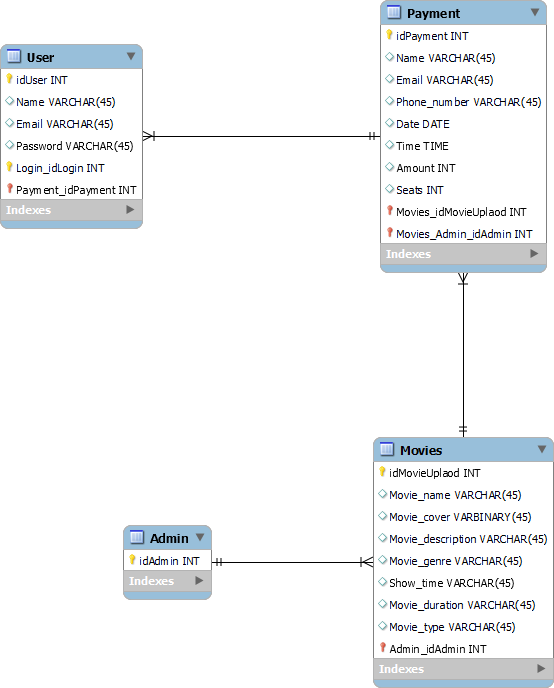 User
idUser INT
Name VARCHAR(45)
Email VARCHAR(45)
Password VARCHAR(45)
Login_idLogin INT
Payment_idPayment INT
Indexes
Payment
idPayment INT
Name VARCHAR(45)
Email VARCHAR(45)
Phone_number VARCHAR(45)
Date DATE
Time TIME
Amount INT
Seats INT
Movies_idMovieUplaod INT
Movies_Admin_idAdmin INT
Indexes
Admin
idAdmin INT
Indexes
Movies
idMovieUplaod INT
Movie_name VARCHAR(45)
Movie_cover VARBINARY(45)
Movie_description VARCHAR(45)
Movie_genre VARCHAR(45)
Show_time VARCHAR(45)
Movie_duration VARCHAR(45)
Movie_type VARCHAR(45)
Admin_idAdmin INT
Indexes